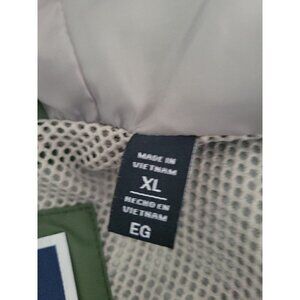 MADE IN
VIETNAM
XL
HECHO EN
VIETNAM
EG